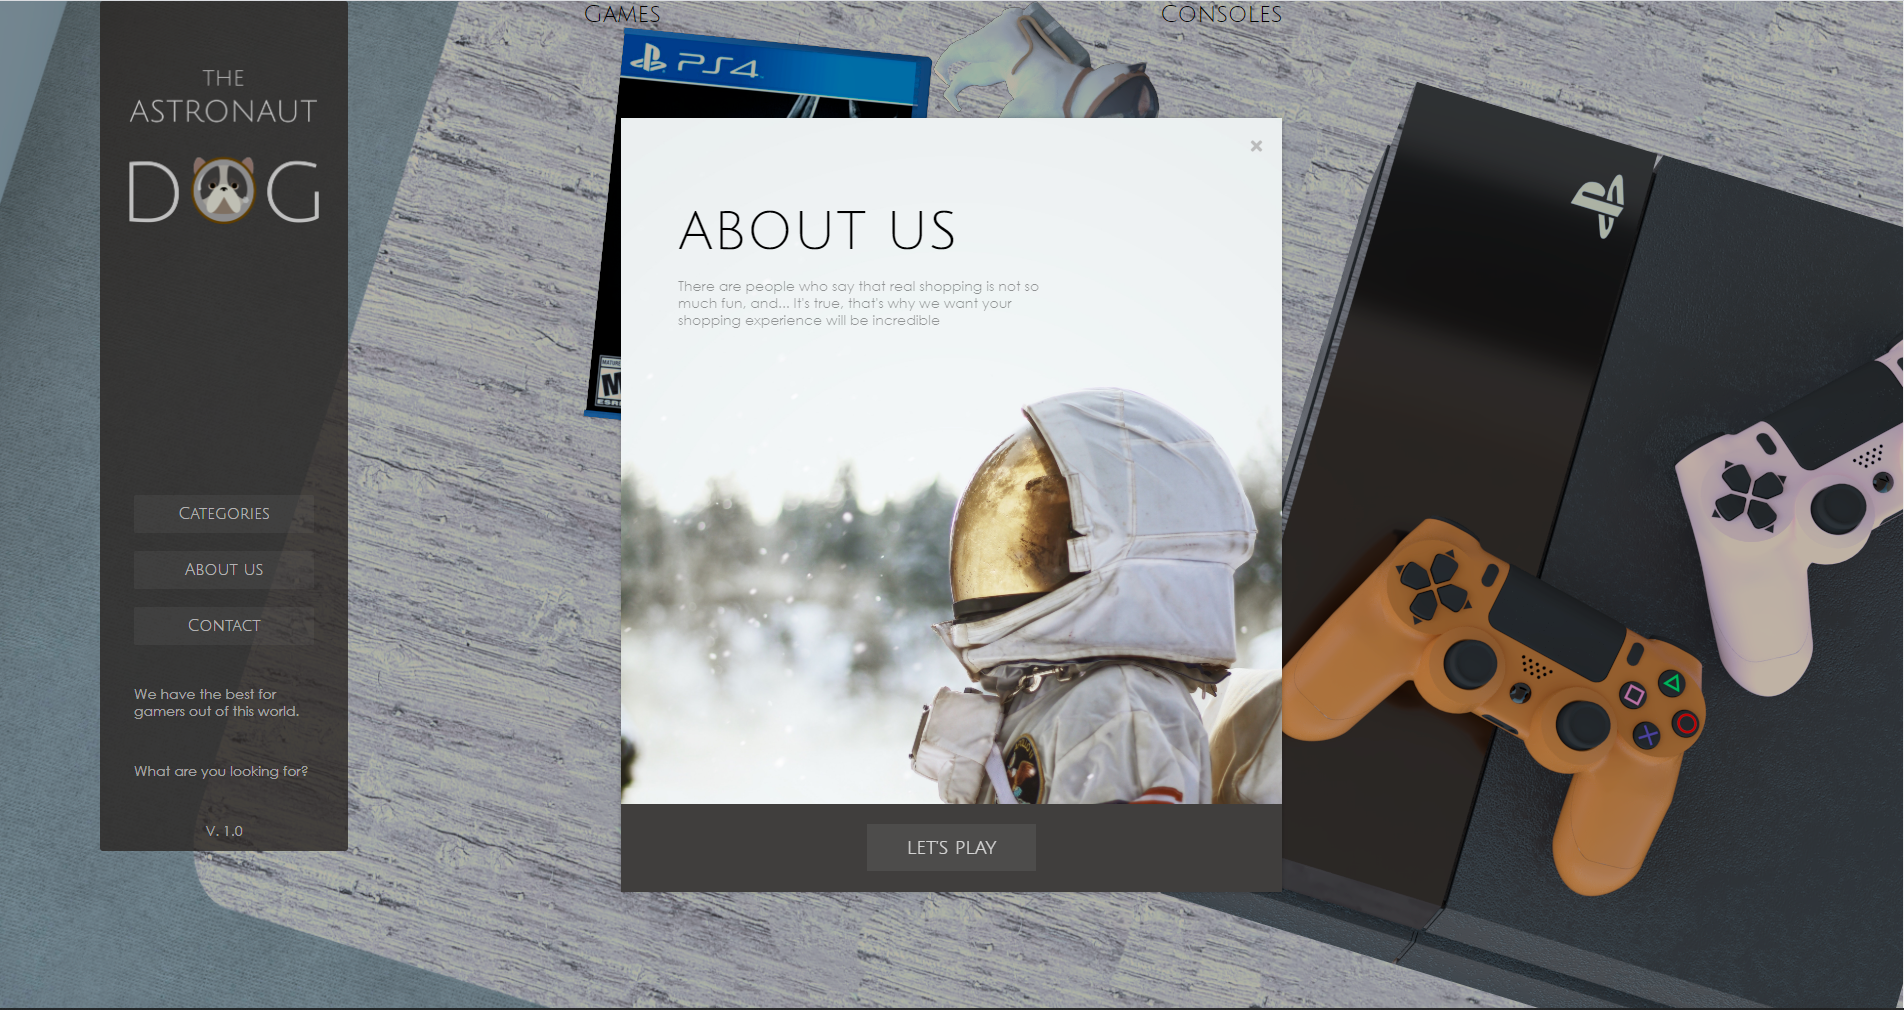 THE
ASTRONAUT
DOG
CATEGORIES
ABOUT US
CONTACT
We have the best for
gamers out of this world.
What are you looking for?
V. 1.0
GAMES
CONSOLES
PS4
ABOUT US
There are people who say that real shopping is not so
much fun, and... It's true, that's why we want your
shopping experience will be incredible
LET'S PLAY